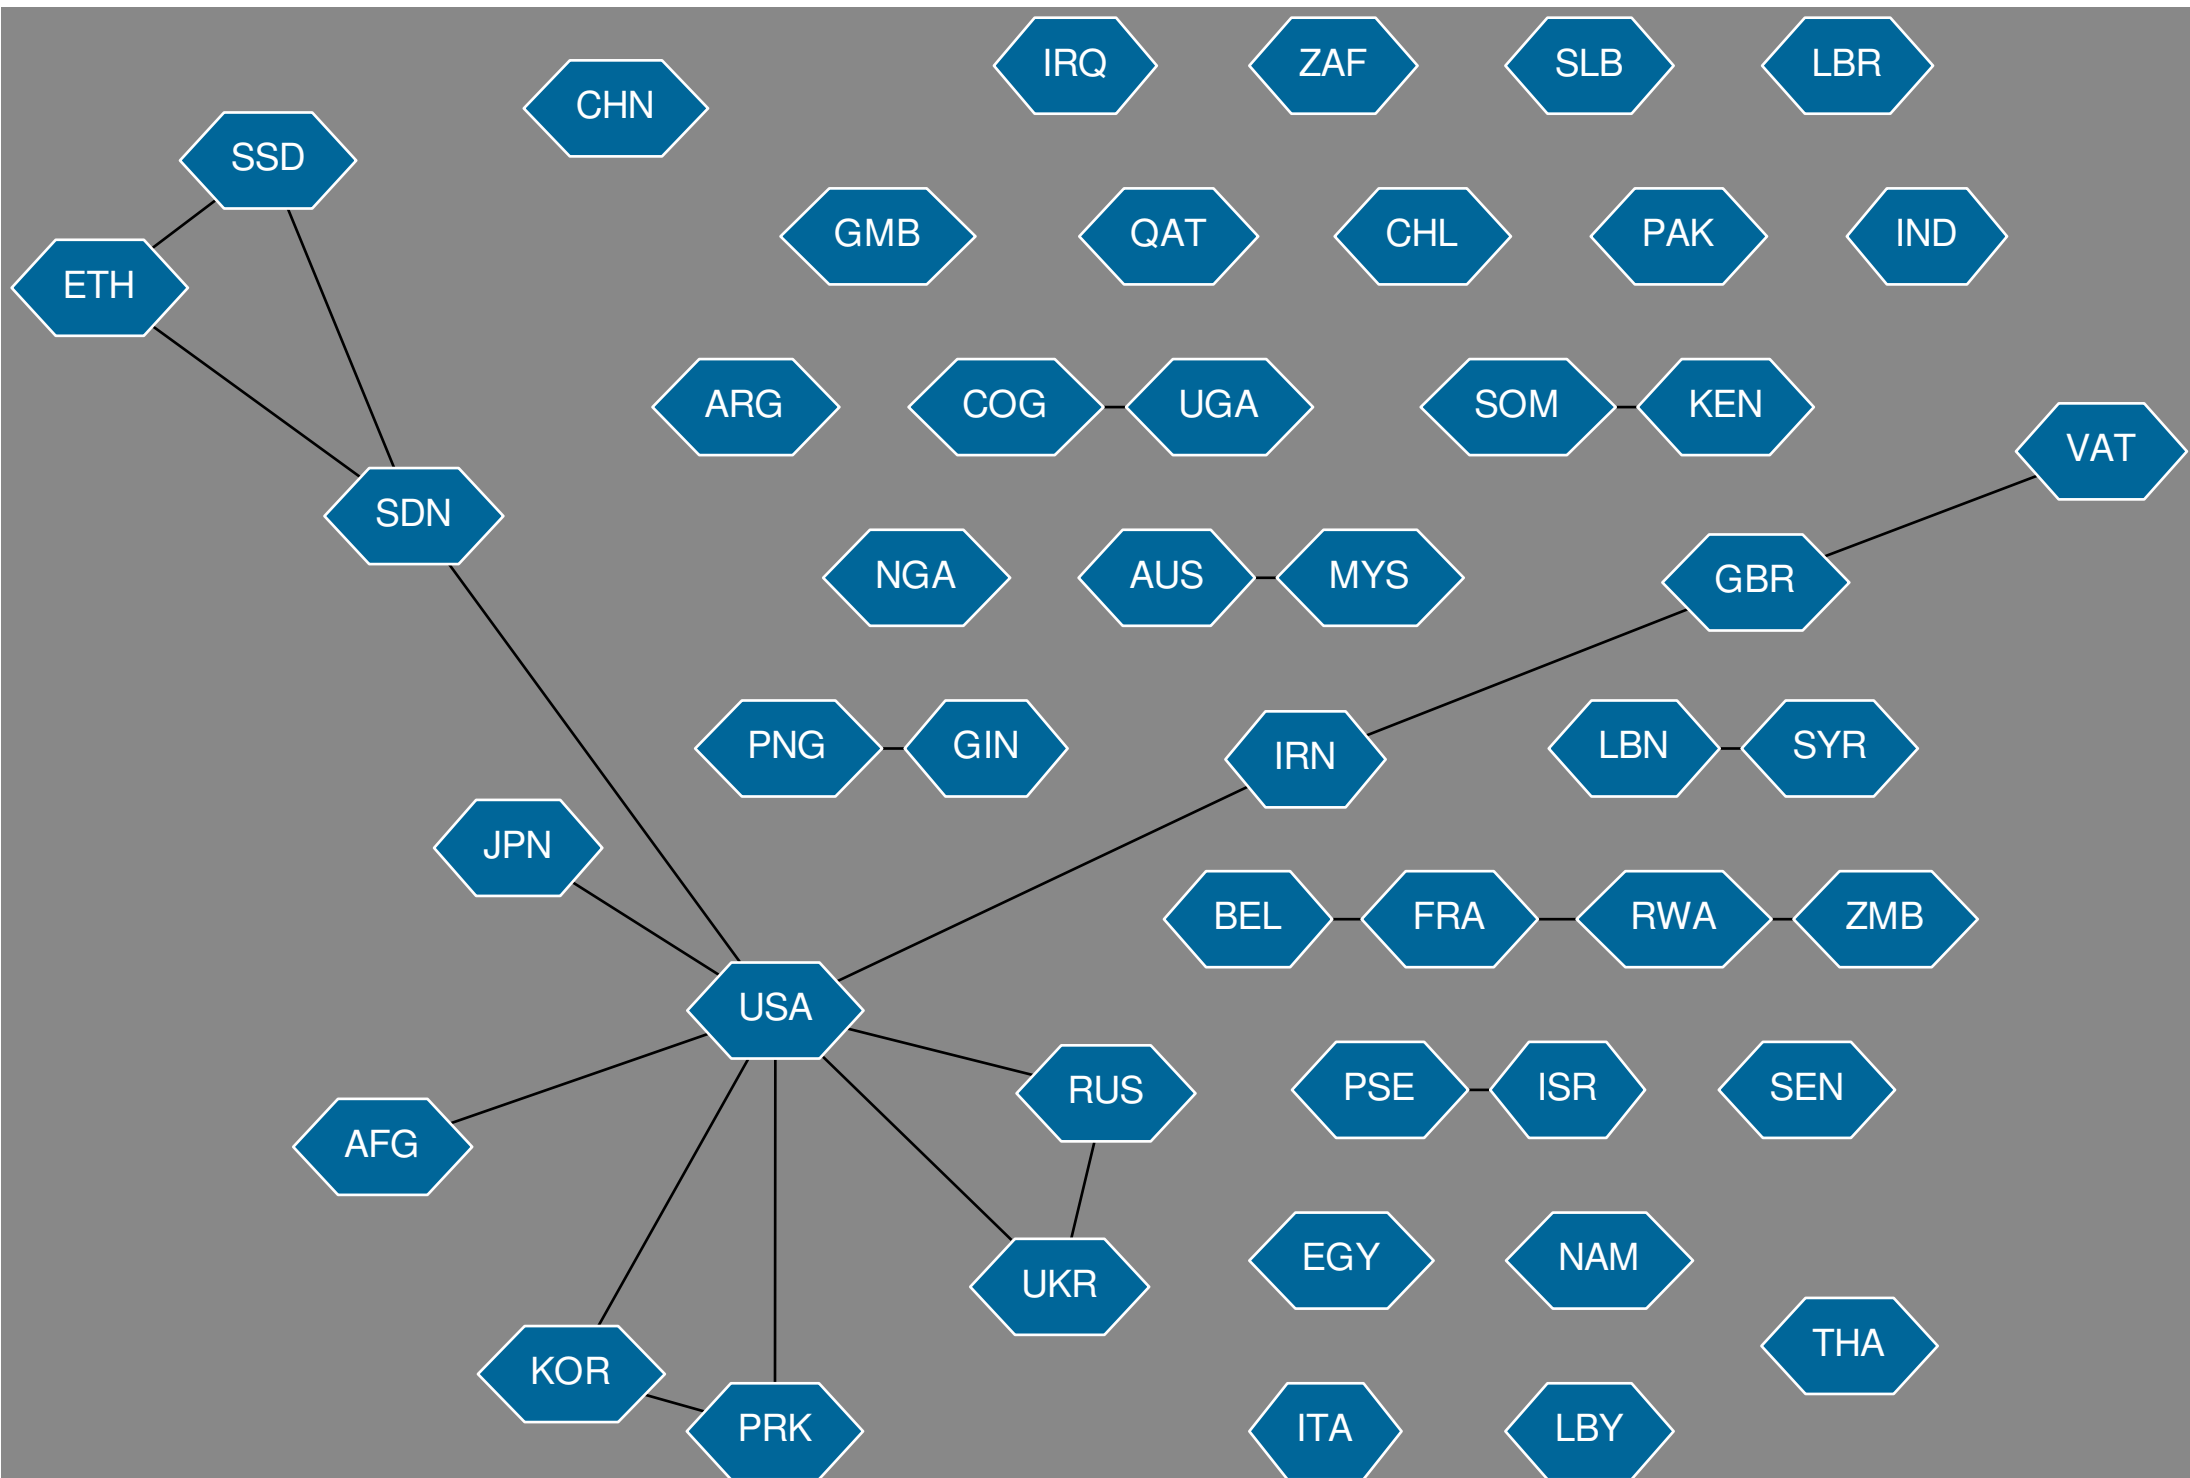 IRQ
ZAF
SLB
LBR
CHN
SSD
GMB
QAT
CHL
PAK
IND
ETH
ARG
COG
UGA
SOM
KEN
VAT
SDN
NGA
AUS
MYS
GBR
PNG
GIN
IRN
LBN
SYR
JPN
BEL
FRA
RWA
ZMB
USA
RUS
PSE
ISR
SEN
AFG
EGY
NAM
UKR
THA
KOR
PRK
ITA
LBY